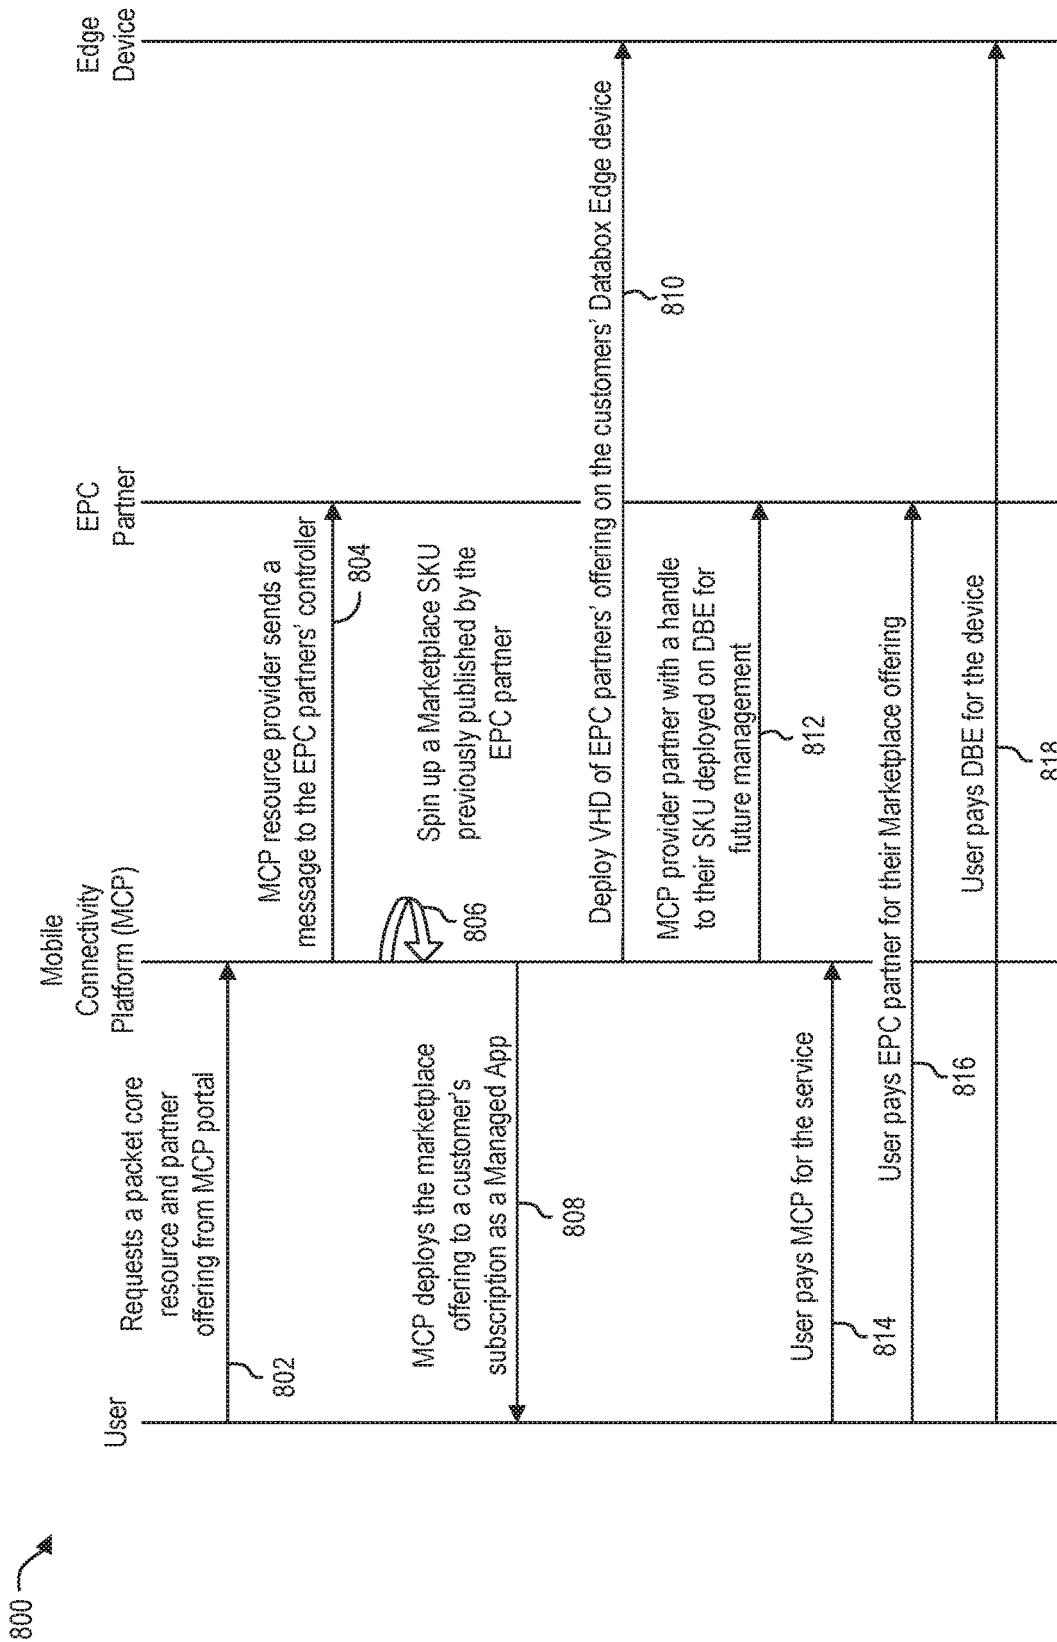 800
User
Mobile
Connectivity
Platform (MCP)
EPC
Partner
Edge
Device
Requests a packet core
resource and partner
offering from MCP portal
802
MCP resource provider sends a
message to the EPC partners' controller
804
Spin up a Marketplace SKU
previously published by the
EPC partner
806
MCP deploys the marketplace
offering to a customer's
subscription as a Managed App
808
Deploy VHD of EPC partners' offering on the customers' Databox Edge device
810
MCP provider partner with a handle
to their SKU deployed on DBE for
future management
812
User pays MCP for the service
814
User pays EPC partner for their Marketplace offering
816
User pays DBE for the device
818